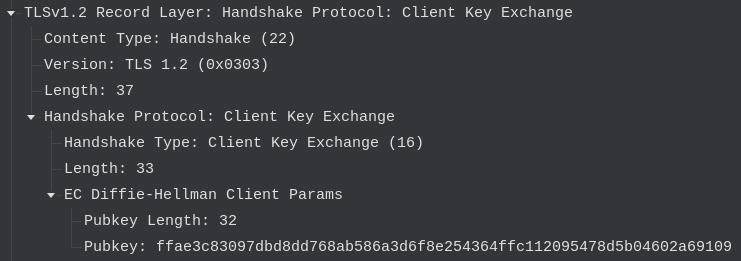 TLSv1.2 Record Layer: Handshake Protocol: Client Key Exchange
Content Type: Handshake (22)
Version: TLS 1.2 (0x0303)
Length: 37
Handshake Protocol: Client Key Exchange
Handshake Type: Client Key Exchange (16)
Length: 33
EC Diffie-Hellman Client Params
Pubkey Length: 32
Pubkey: ffae3c83097dbd8dd768ab586a3d6f8e254364ffc112095478d5b04602a69109